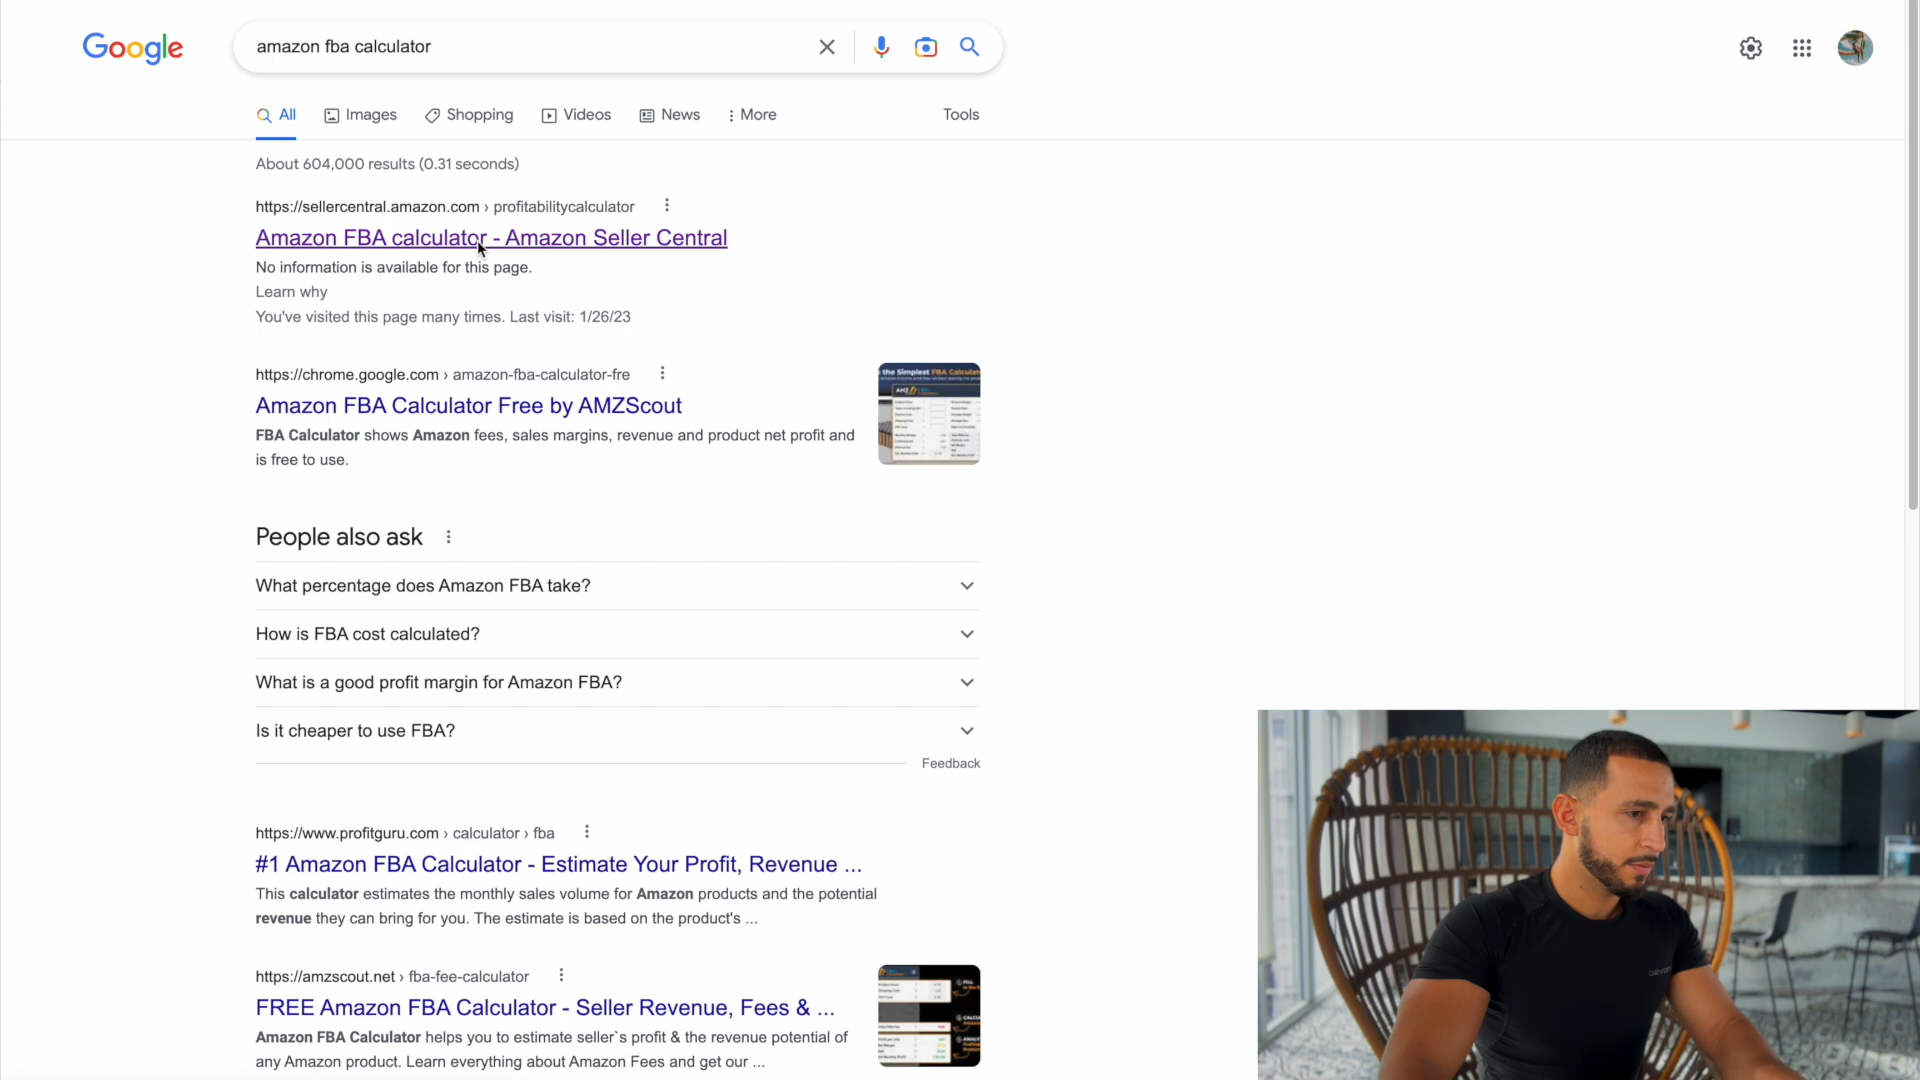 Google
amazon fba calculator
All
Images
Shopping
Videos
News
More
Tools
About 604,000 results (0.31 seconds)
https://sellercentral.amazon.com › profitabilitycalculator
Amazon FBA calculator - Amazon Seller Central
No information is available for this page.
Learn why
You've visited this page many times. Last visit: 1/26/23
https://chrome.google.com › amazon-fba-calculator-fre
Amazon FBA Calculator Free by AMZScout
FBA Calculator shows Amazon fees, sales margins, revenue and product net profit and
is free to use.
the Simplest FBA Calculat
People also ask
What percentage does Amazon FBA take?
How is FBA cost calculated?
What is a good profit margin for Amazon FBA?
Is it cheaper to use FBA?
Feedback
https://www.profitguru.com › calculator › fba
#1 Amazon FBA Calculator - Estimate Your Profit, Revenue ...
This calculator estimates the monthly sales volume for Amazon products and the potential
revenue they can bring for you. The estimate is based on the product's ...
https://amzscout.net › fba-fee-calculator
FREE Amazon FBA Calculator - Seller Revenue, Fees & ...
Amazon FBA Calculator helps you to estimate seller`s profit & the revenue potential of
any Amazon product. Learn everything about Amazon Fees and get our ...